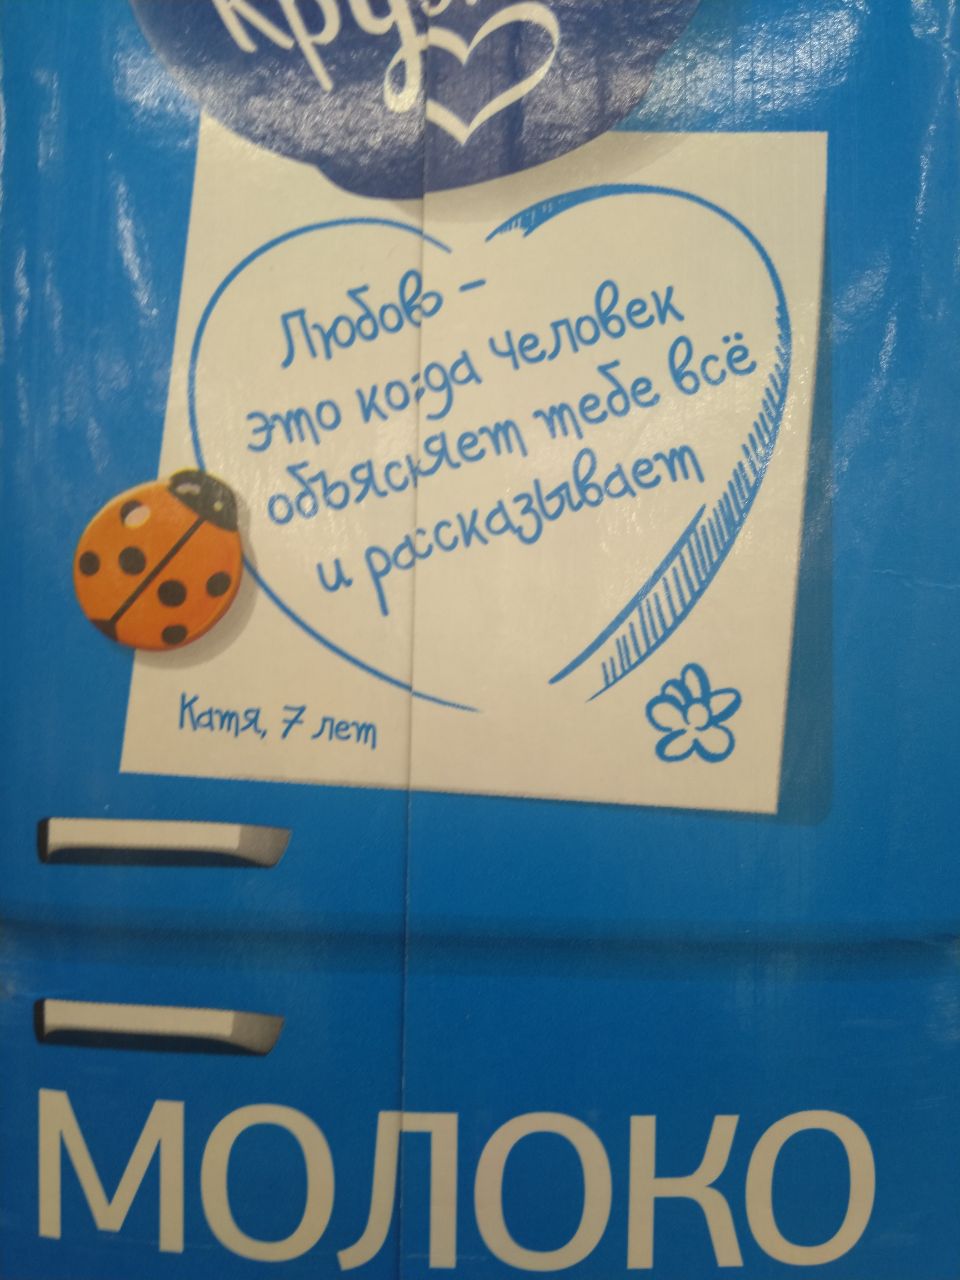 Любовь -
это когда человек
объясняет тебе всё
и рассказывает
Катя, 7 лет
МОЛОКО